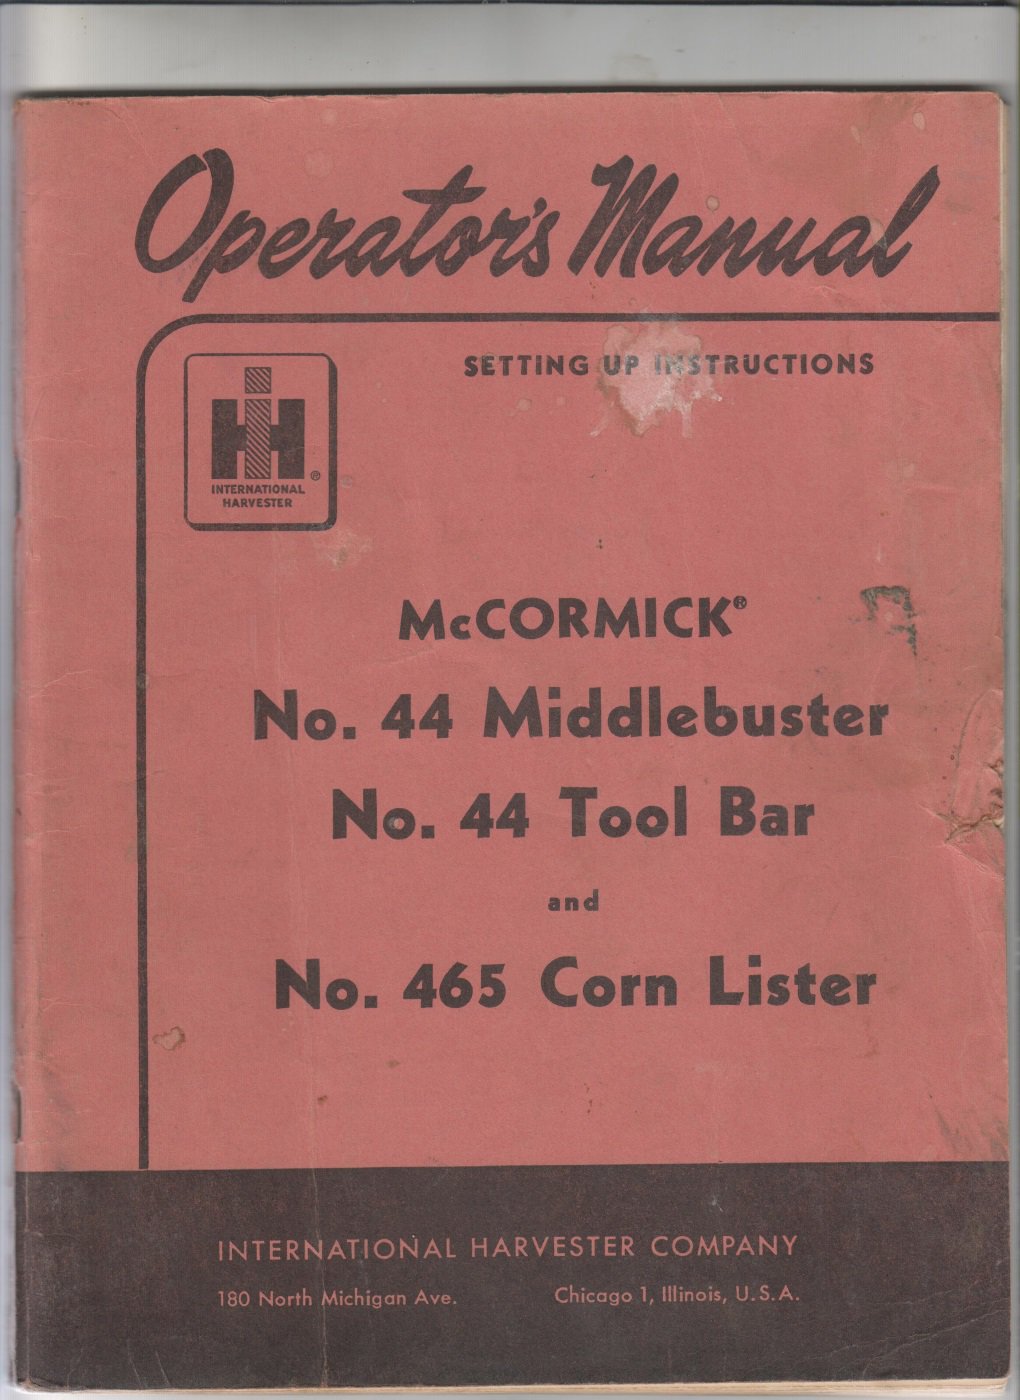 Operator's Manual
SETTING UP INSTRUCTIONS
IH ®
INTERNATIONAL
HARVESTER
McCORMICK®
No. 44 Middlebuster
No. 44 Tool Bar
and
No. 465 Corn Lister
INTERNATIONAL HARVESTER COMPANY
180 North Michigan Ave. Chicago 1, Illinois, U.S.A.